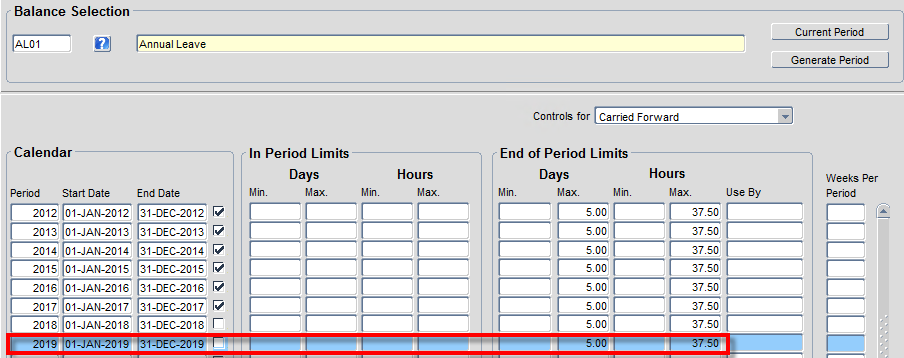 Balance Selection
AL01 ? Annual Leave
Current Period
Generate Period
Controls for Carried Forward
Calendar
In Period Limits
End of Period Limits
Days Hours Days Hours
Weeks Per
Period Start Date End Date Min. Max. Min. Max. Min. Max. Min. Max. Use By Period
2012 01-JAN-2012 31-DEC-2012 5.00 37.50
2013 01-JAN-2013 31-DEC-2013 5.00 37.50
2014 01-JAN-2014 31-DEC-2014 5.00 37.50
2015 01-JAN-2015 31-DEC-2015 5.00 37.50
2016 01-JAN-2016 31-DEC-2016 5.00 37.50
2017 01-JAN-2017 31-DEC-2017 5.00 37.50
2018 01-JAN-2018 31-DEC-2018 5.00 37.50
2019 01-JAN-2019 31-DEC-2019 5.00 37.50